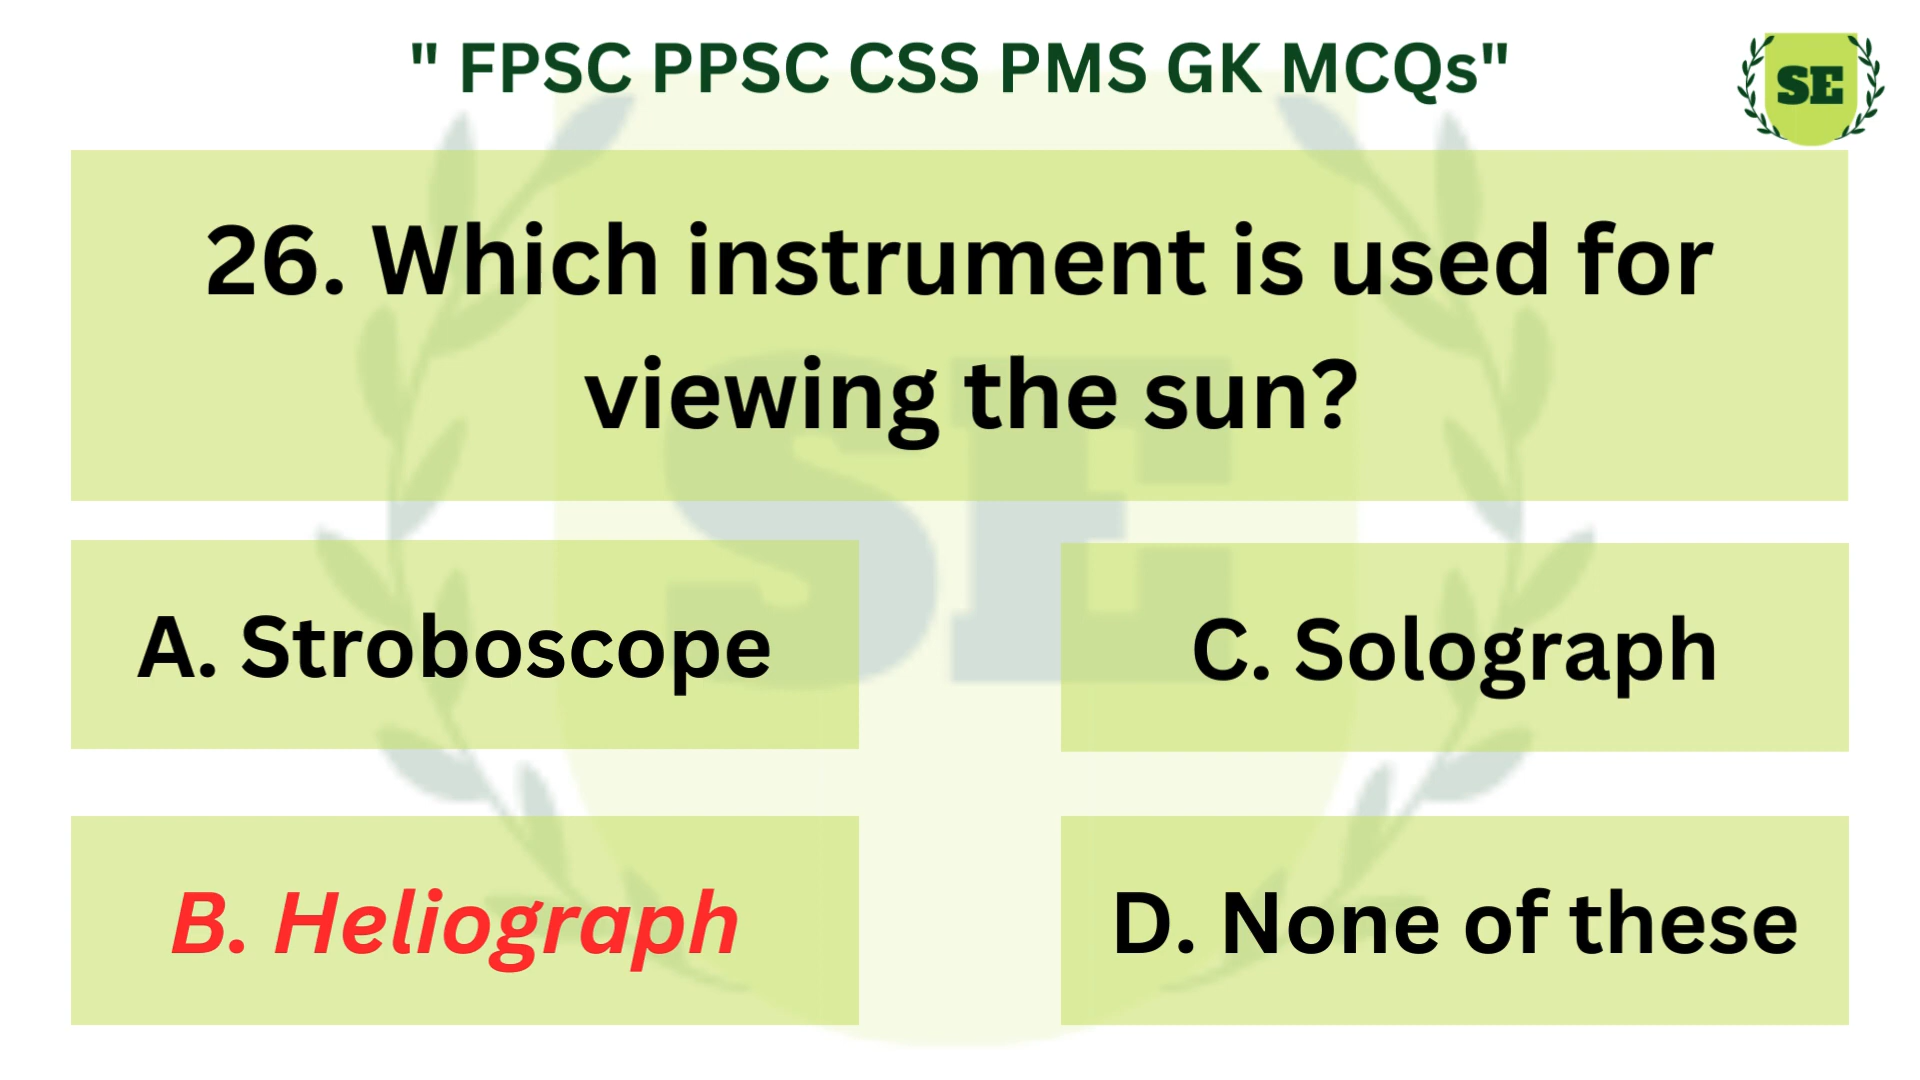 " FPSC PPSC CSS PMS GK MCQs"
SE
26. Which instrument is used for
viewing the sun?
SE
A. Stroboscope
C. Solograph
B. Heliograph
D. None of these